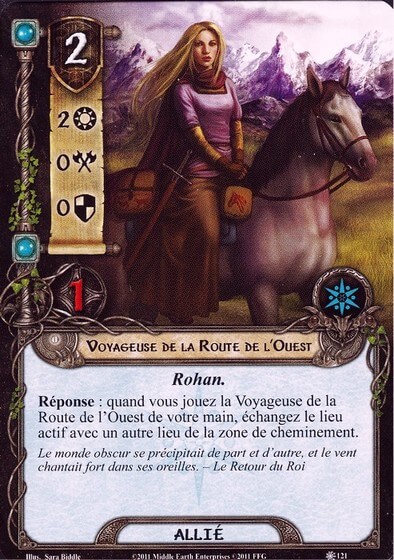 2
2
0
0
1
Voyageuse de la Route de l'Ouest
Rohan.
Réponse : quand vous jouez la Voyageuse de la
Route de l'Ouest de votre main, échangez le lieu
actif avec un autre lieu de la zone de cheminement.
Le monde obscur se précipitait de part et d'autre, et le vent
chantait fort dans ses oreilles. – Le Retour du Roi
ALLIÉ
Illus. Sara Biddle ©2011 Middle Earth Enterprises ©2011 FFG 121